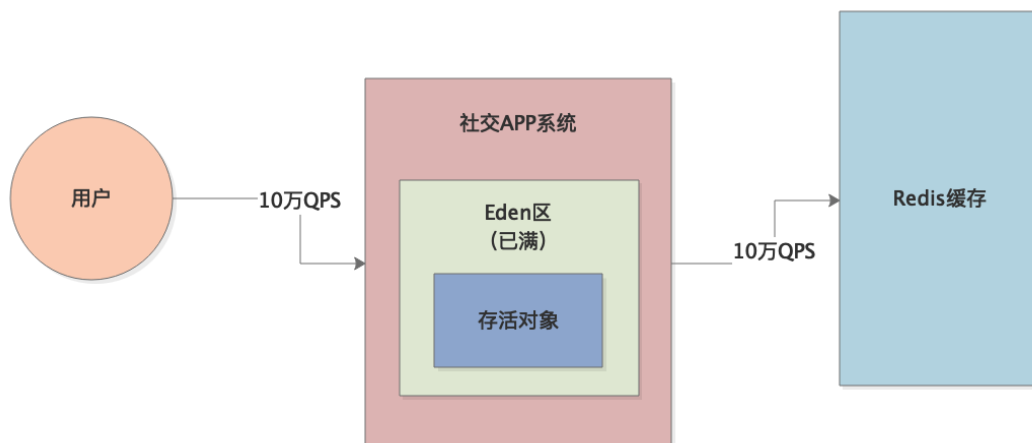 用户
10万QPS
社交APP系统
Eden区
（已满）
存活对象
10万QPS
Redis缓存